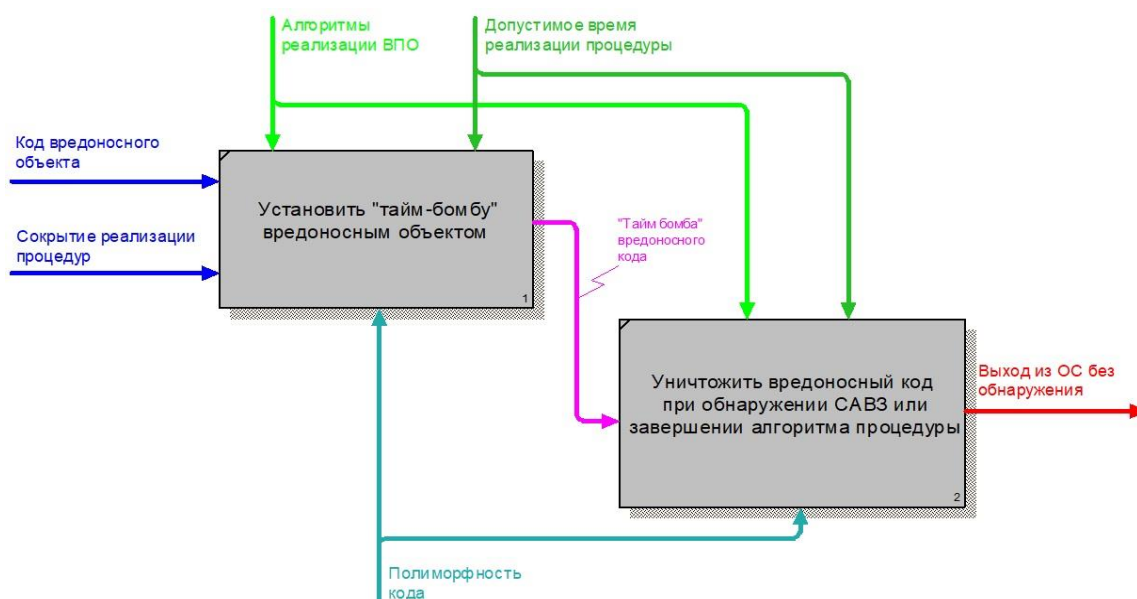 Алгоритмы
реализации ВПО
Допустимое время
реализации процедуры
Код вредоносного
объекта
Сокрытие реализации
процедур
Установить "тайм-бомбу"
вредоносным объектом
1
"Тайм бомба"
вредоносного
кода
Уничтожить вредоносный код
при обнаружении САВЗ или
завершении алгоритма процедуры
2
Выход из ОС без
обнаружения
Полиморфность
кода